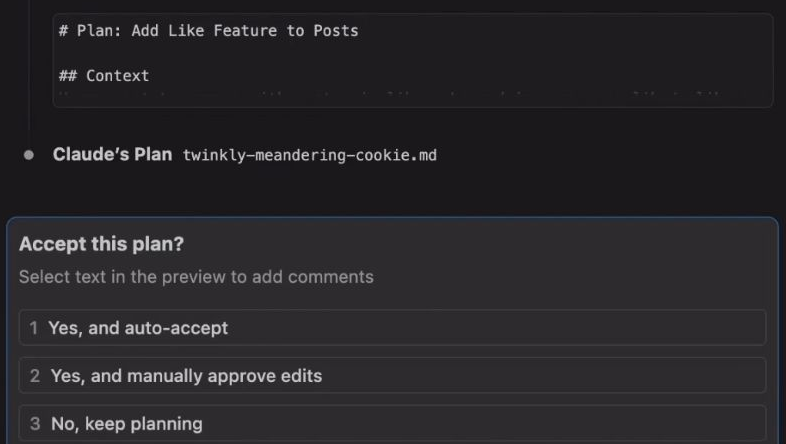 # Plan: Add Like Feature to Posts
## Context
Claude’s Plan twinkly-meandering-cookie.md
Accept this plan?
Select text in the preview to add comments
1 Yes, and auto-accept
2 Yes, and manually approve edits
3 No, keep planning